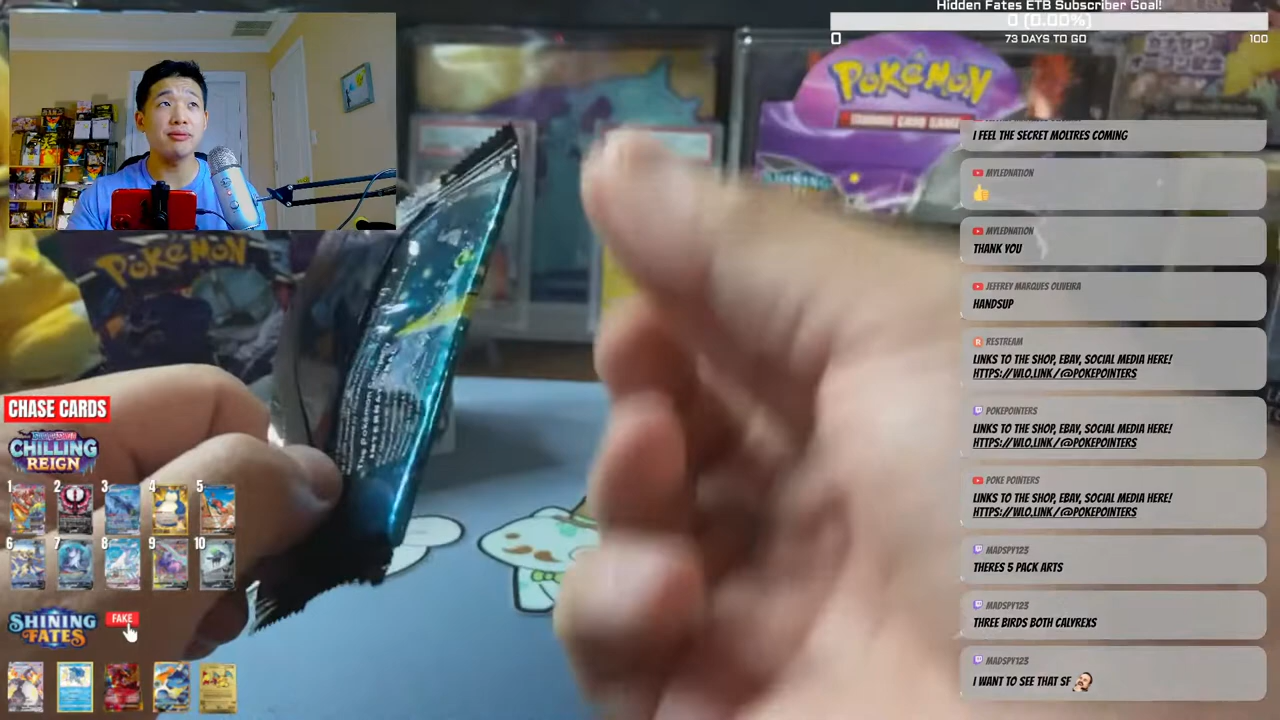 Hidden Fates ETB Subscriber Goal!
0 (0.00%)
0 73 DAYS TO GO 100
POKéMON
POKéMON
I FEEL THE SECRET MOLTRES COMING
MYLEDNATION
👍
MYLEDNATION
THANK YOU
JEFFREY MARQUES OLIVEIRA
HANDSUP
RESTREAM
LINKS TO THE SHOP, EBAY, SOCIAL MEDIA HERE!
HTTPS://WLO.LINK/@POKEPOINTERS
POKEPOINTERS
LINKS TO THE SHOP, EBAY, SOCIAL MEDIA HERE!
HTTPS://WLO.LINK/@POKEPOINTERS
POKE POINTERS
LINKS TO THE SHOP, EBAY, SOCIAL MEDIA HERE!
HTTPS://WLO.LINK/@POKEPOINTERS
MADSPY123
THERES 5 PACK ARTS
MADSPY123
THREE BIRDS BOTH CALYREXS
MADSPY123
I WANT TO SEE THAT SF
CHASE CARDS
CHILLING
REIGN
1 2 3 4 5
6 7 8 9 10
SHINING
FATES
FAKE